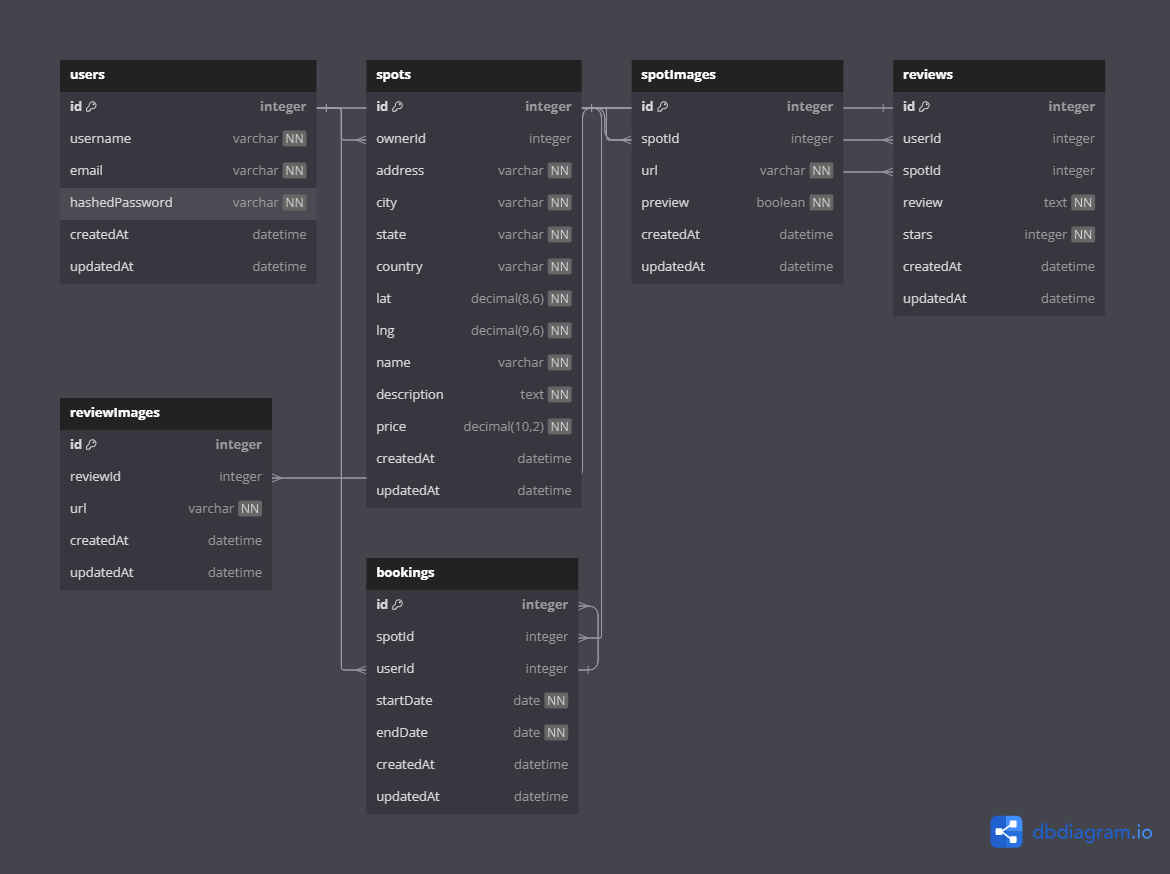 users
id integer
username varchar NN
email varchar NN
hashedPassword varchar NN
createdAt datetime
updatedAt datetime
spots
id integer
ownerId integer
address varchar NN
city varchar NN
state varchar NN
country varchar NN
lat decimal(8,6) NN
lng decimal(9,6) NN
name varchar NN
description text NN
price decimal(10,2) NN
createdAt datetime
updatedAt datetime
spotImages
id integer
spotId integer
url varchar NN
preview boolean NN
createdAt datetime
updatedAt datetime
reviews
id integer
userId integer
spotId integer
review text NN
stars integer NN
createdAt datetime
updatedAt datetime
reviewImages
id integer
reviewId integer
url varchar NN
createdAt datetime
updatedAt datetime
bookings
id integer
spotId integer
userId integer
startDate date NN
endDate date NN
createdAt datetime
updatedAt datetime
dbdiagram.io